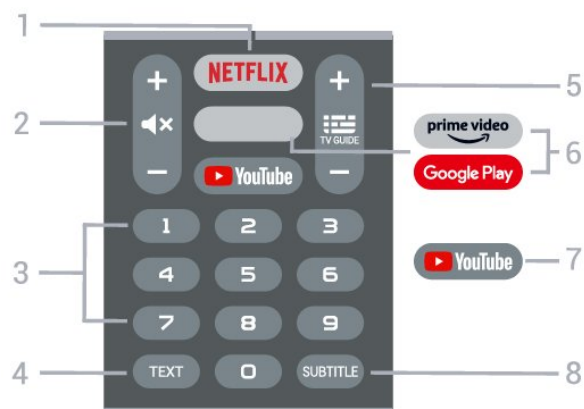 1
NETFLIX
+
+
5
2
TV GUIDE
prime video
6
Google Play
−
YouTube
−
1
2
3
YouTube
7
3
4
5
6
7
8
9
4
TEXT
0
SUBTITLE
8